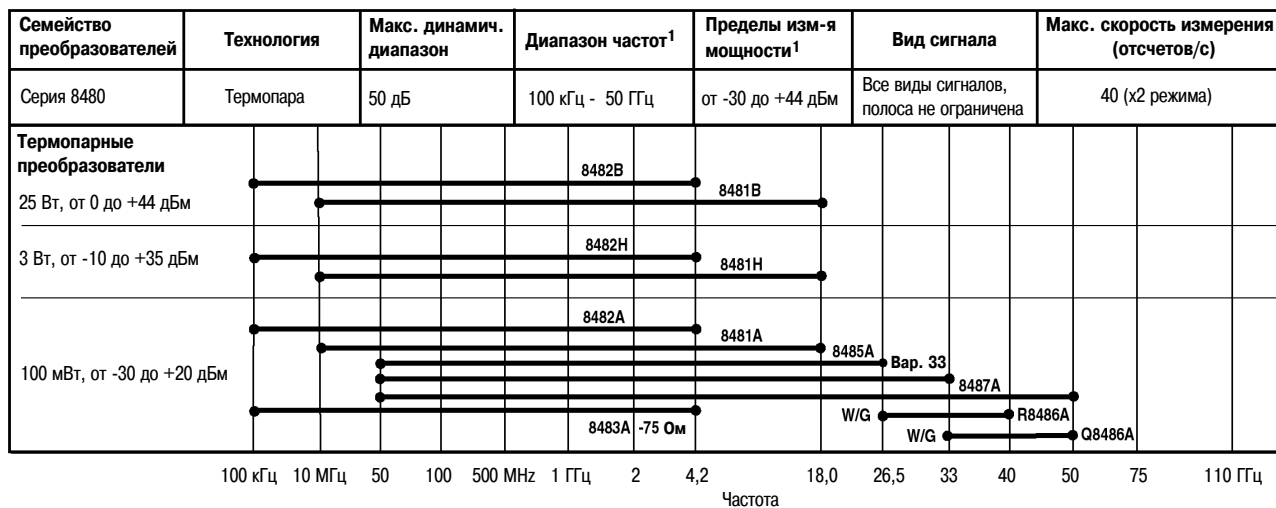 Семейство преобразователей
Технология
Макс. динамич. диапазон
Диапазон частот1
Пределы изм-я мощности1
Вид сигнала
Макс. скорость измерения (отсчетов/с)
Серия 8480
Термопара
50 дБ
100 кГц - 50 ГГц
от -30 до +44 дБм
Все виды сигналов, полоса не ограничена
40 (x2 режима)
Термопарные
преобразователи
8482B
8481B
25 Вт, от 0 до +44 дБм
8482H
3 Вт, от -10 до +35 дБм
8481H
8482A
8481A
8485A
Вар. 33
100 мВт, от -30 до +20 дБм
8487A
W/G R8486A
8483A -75 Ом
W/G Q8486A
100 кГц 10 МГц 50 100 500 MHz 1 ГГц 2 4,2 18,0 26,5 33 40 50 75 110 ГГц
Частота